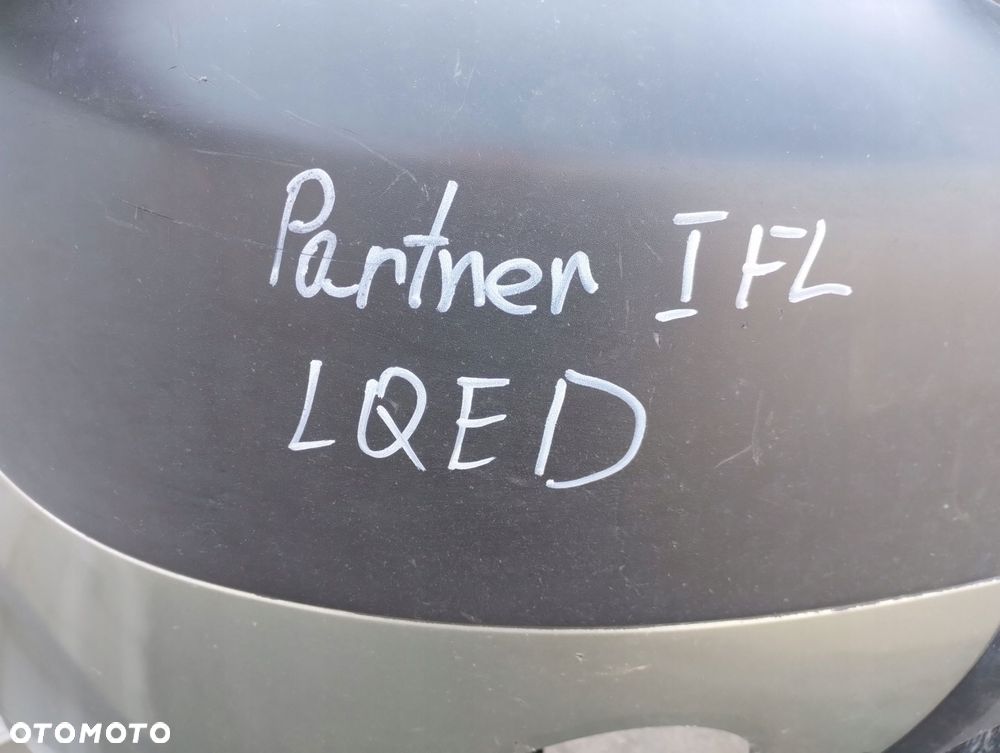 Partner I FL
LQED
OTOMOTO